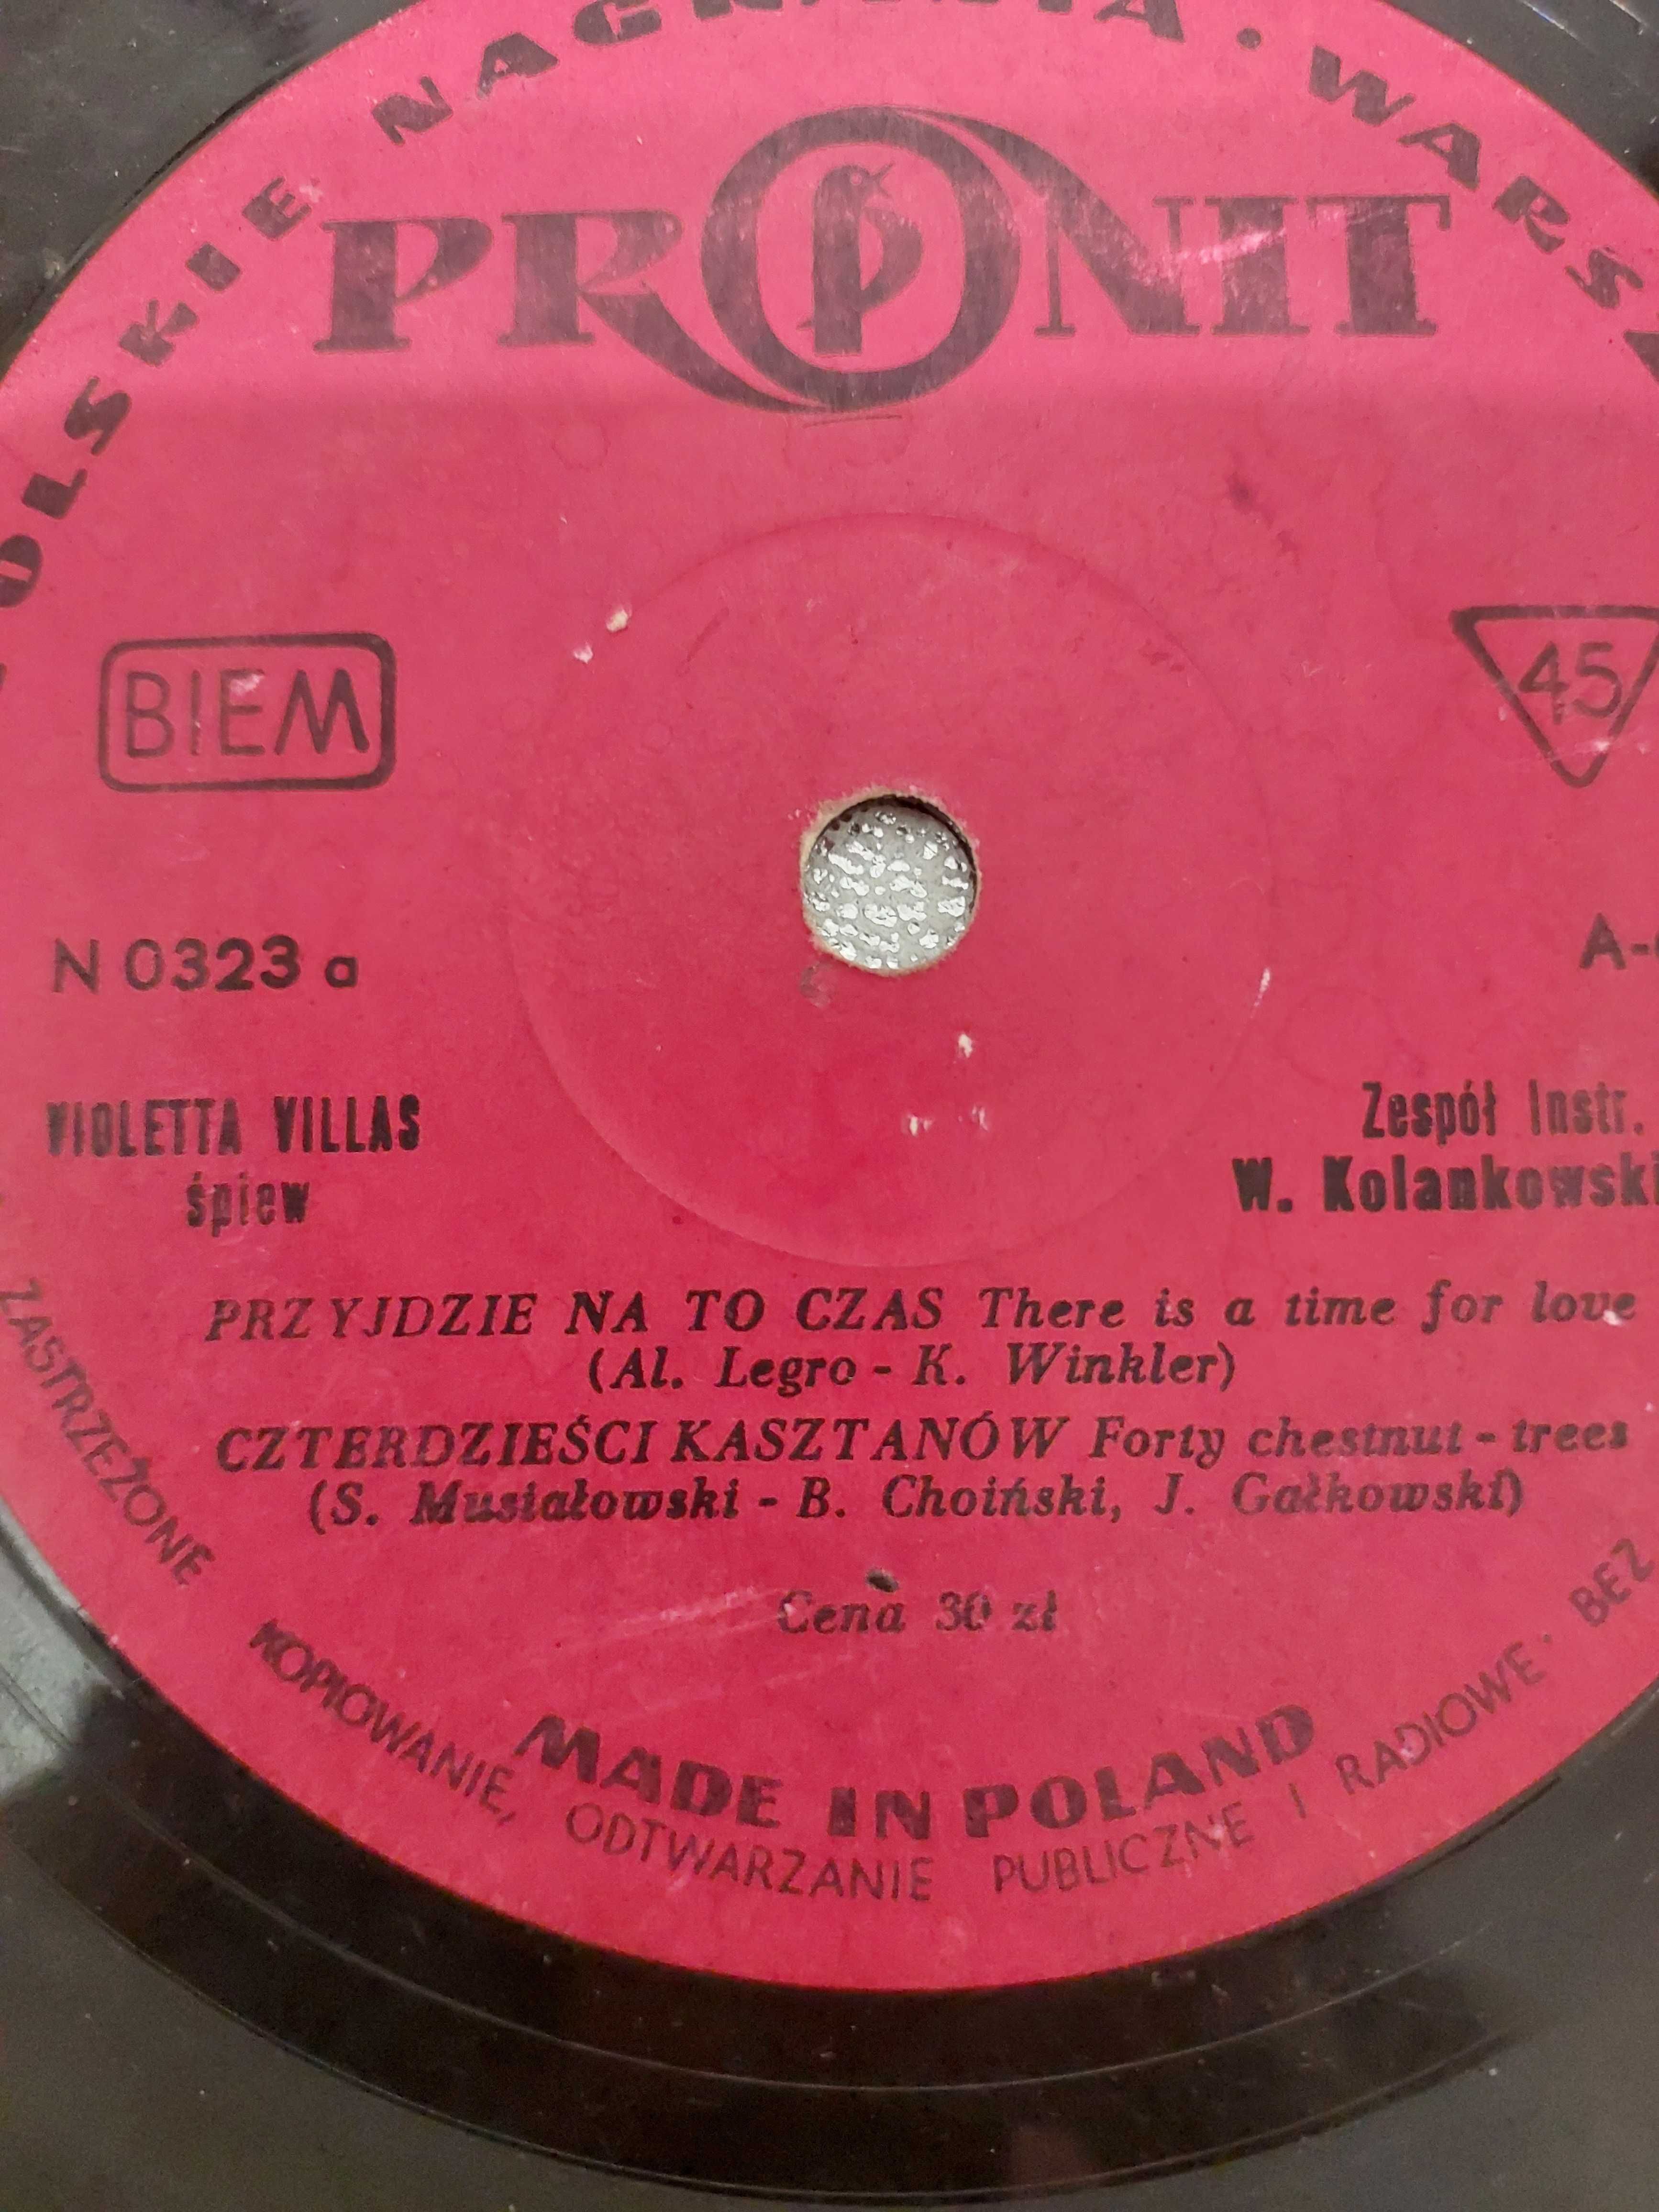 POLSKIE NAGRANIA · WARSZA
PRONIT
BIEM
45
N 0323 a
A-
VIOLETTA VILLAS
śpiew
Zespół Instr.
W. Kolankowski
PRZYJDZIE NA TO CZAS There is a time for love
(Al. Legro - K. Winkler)
CZTERDZIEŚCI KASZTANÓW Forty chestnut - trees
(S. Musiałowski - B. Choiński, J. Gałkowski)
Cena 30 zł
MADE IN POLAND
ZASTRZEŻONE KOPIOWANIE, ODTWARZANIE PUBLICZNE I RADIOWE · BEZ